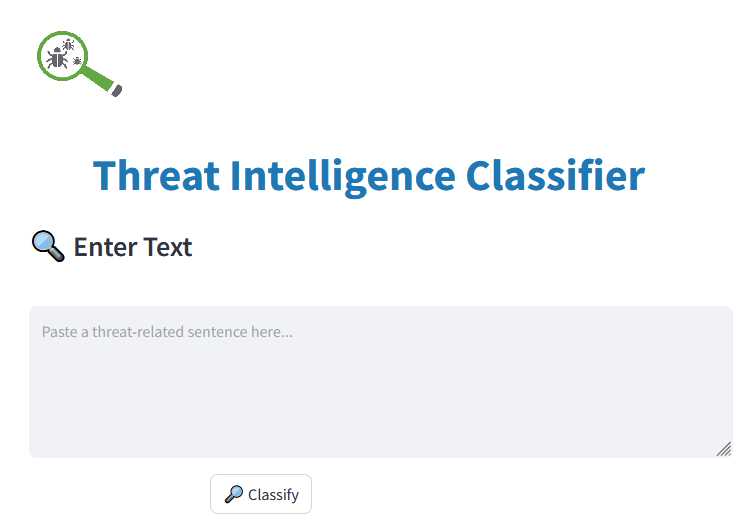 Threat Intelligence Classifier
Enter Text
Paste a threat-related sentence here...
Classify